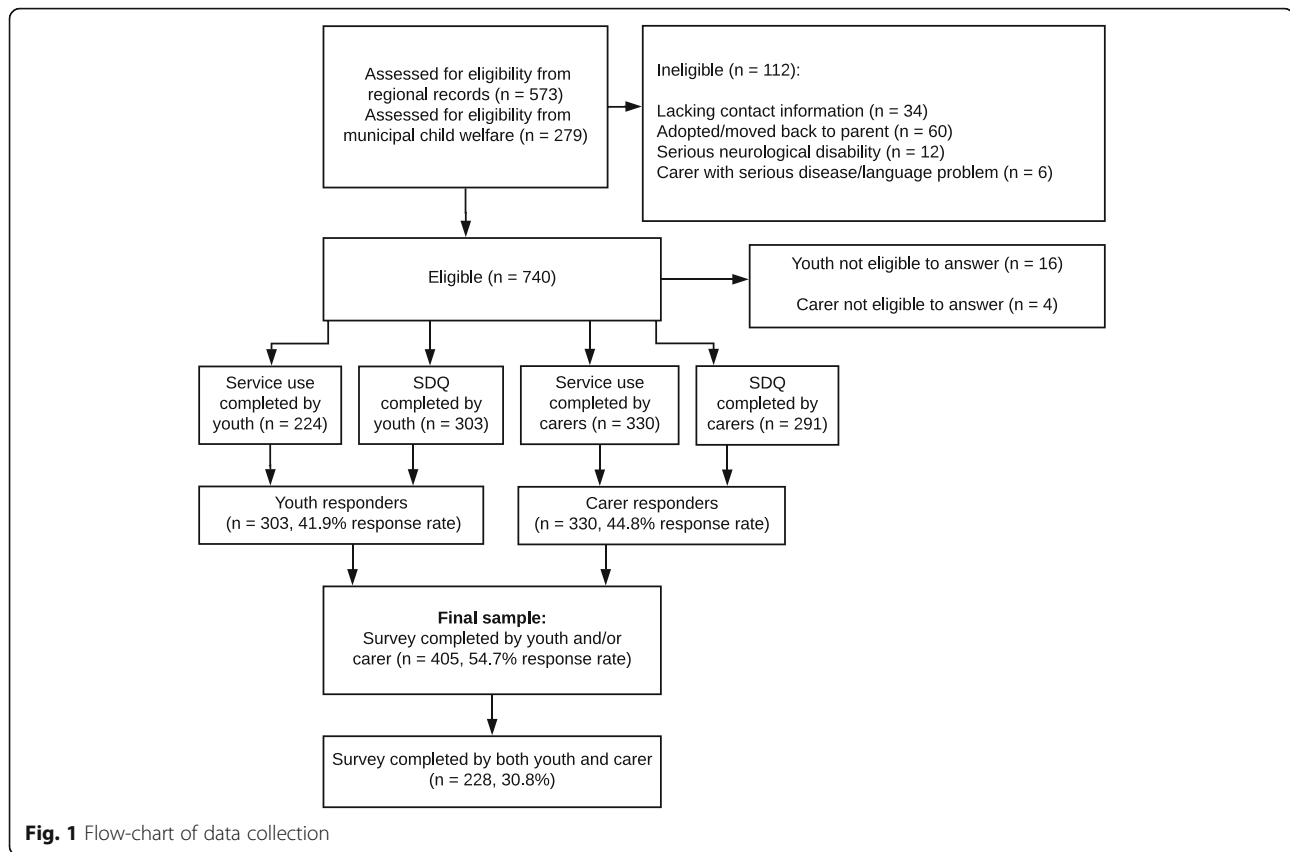 Assessed for eligibility from
regional records (n = 573)
Assessed for eligibility from
municipal child welfare (n = 279)
Ineligible (n = 112):
Lacking contact information (n = 34)
Adopted/moved back to parent (n = 60)
Serious neurological disability (n = 12)
Carer with serious disease/language problem (n = 6)
Eligible (n = 740)
Youth not eligible to answer (n = 16)
Carer not eligible to answer (n = 4)
Service use
completed by
youth (n = 224)
SDQ
completed by
youth (n = 303)
Service use
completed by
carers (n = 330)
SDQ
completed by
carers (n = 291)
Youth responders
(n = 303, 41.9% response rate)
Carer responders
(n = 330, 44.8% response rate)
Final sample:
Survey completed by youth and/or
carer (n = 405, 54.7% response rate)
Survey completed by both youth and carer
(n = 228, 30.8%)
Fig. 1 Flow-chart of data collection